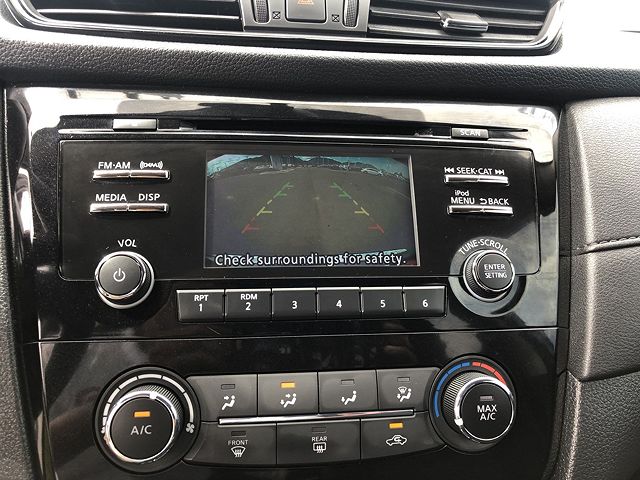 SCAN
FM·AM
((SXM))
SEEK·CAT
MEDIA DISP
iPod
MENU BACK
VOL
TUNE·SCROLL
ENTER
SETTING
Check surroundings for safety.
RPT
1
RDM
2
3
4
5
6
A/C
MAX
A/C
FRONT
REAR